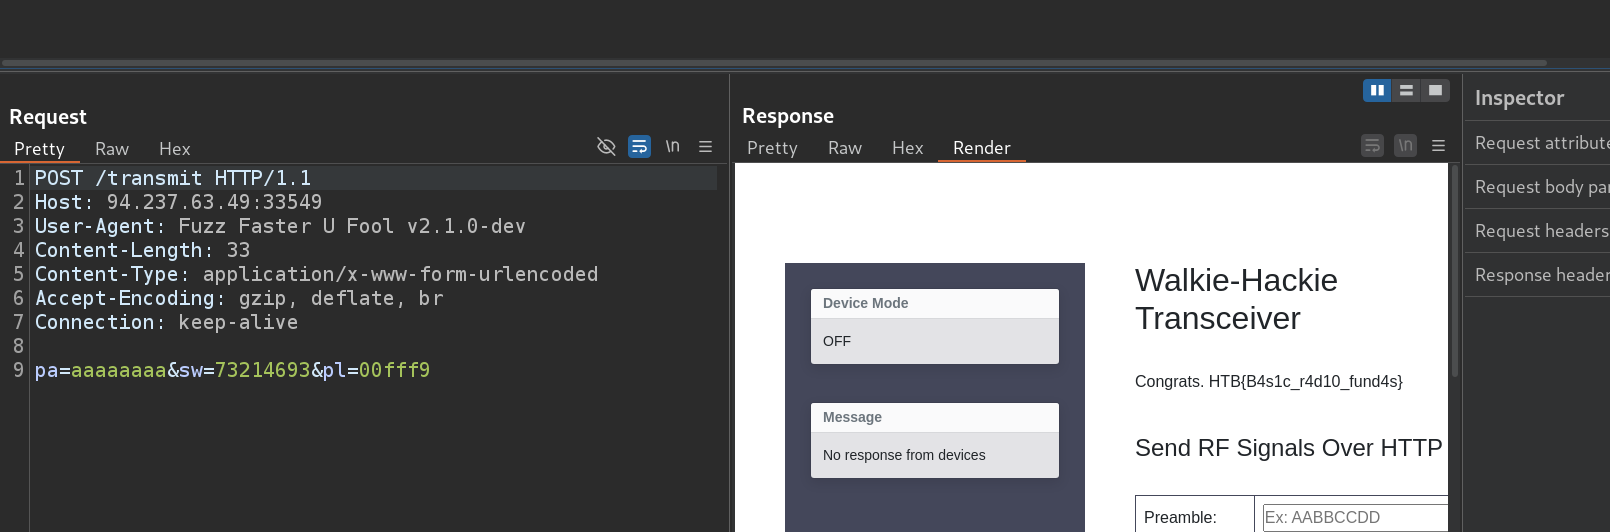 Request
Pretty Raw Hex
\n
1 POST /transmit HTTP/1.1
2 Host: 94.237.63.49:33549
3 User-Agent: Fuzz Faster U Fool v2.1.0-dev
4 Content-Length: 33
5 Content-Type: application/x-www-form-urlencoded
6 Accept-Encoding: gzip, deflate, br
7 Connection: keep-alive
8
9 pa=aaaaaaaa&sw=73214693&pl=00fff9
Response
Pretty Raw Hex Render
\n
Device Mode
OFF
Message
No response from devices
Walkie-Hackie
Transceiver
Congrats. HTB{B4s1c_r4d10_fund4s}
Send RF Signals Over HTTP
Preamble: Ex: AABBCCDD
Inspector
Request attribute
Request body par
Request headers
Response header